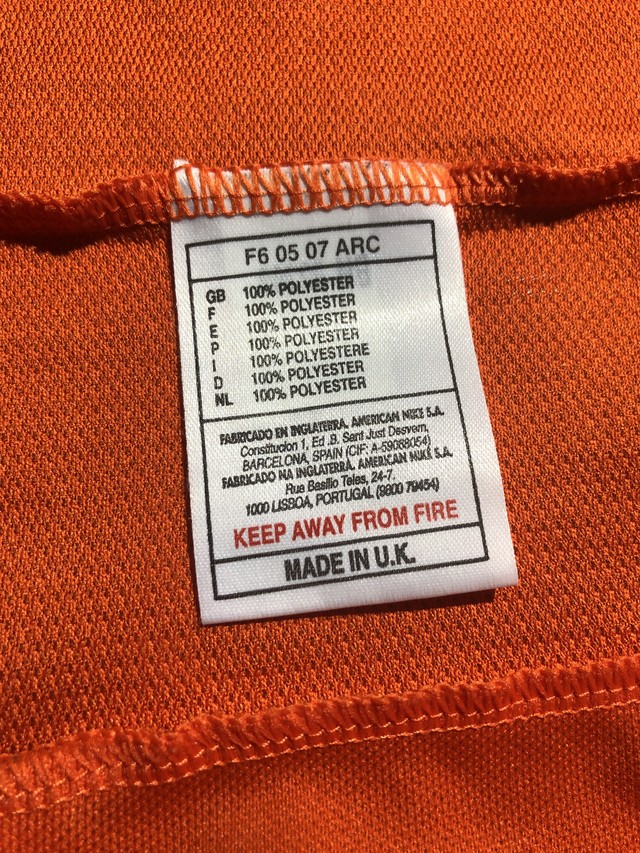 F6 05 07 ARC
GB 100% POLYESTER
F 100% POLYESTER
E 100% POLYESTER
P 100% POLYESTER
I 100% POLYESTERE
D 100% POLYESTER
NL 100% POLYESTER
FABRICADO EN INGLATERRA. AMERICAN NIKE S.A.
Constitucion 1, Ed .B. Sant Just Desvern,
BARCELONA, SPAIN (CIF: A-59088054)
FABRICADO NA INGLATERRA. AMERICAN NIKE S.A.
Rua Basilio Teles, 24-7.
1000 LISBOA, PORTUGAL (9800 79454)
KEEP AWAY FROM FIRE
MADE IN U.K.